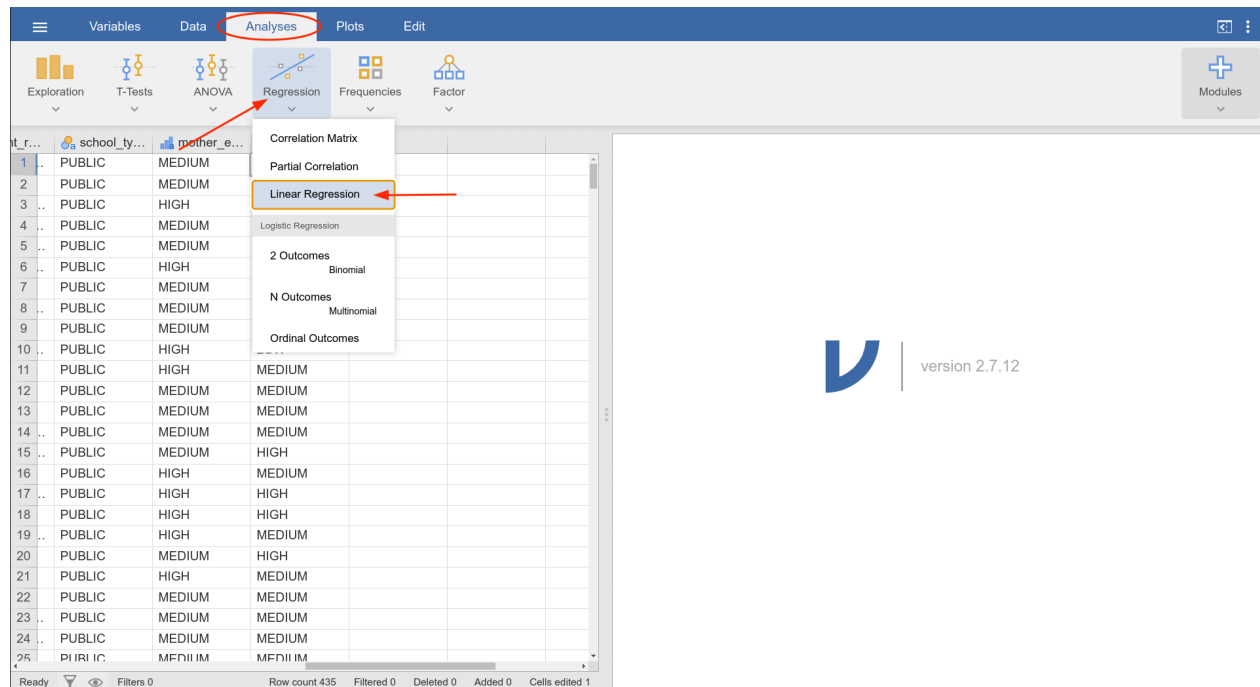 Variables Data Analyses Plots Edit
Exploration T-Tests ANOVA Regression Frequencies Factor Modules
Correlation Matrix
Partial Correlation
Linear Regression
Logistic Regression
2 Outcomes
Binomial
N Outcomes
Multinomial
Ordinal Outcomes
nt_r... school_ty... mother_e...
1 .. PUBLIC MEDIUM
2 PUBLIC MEDIUM
3 .. PUBLIC HIGH
4 .. PUBLIC MEDIUM
5 .. PUBLIC MEDIUM
6 .. PUBLIC HIGH
7 PUBLIC MEDIUM
8 .. PUBLIC MEDIUM
9 PUBLIC MEDIUM
10 .. PUBLIC HIGH
11 PUBLIC HIGH MEDIUM
12 PUBLIC MEDIUM MEDIUM
13 PUBLIC MEDIUM MEDIUM
14 .. PUBLIC MEDIUM MEDIUM
15 .. PUBLIC MEDIUM HIGH
16 PUBLIC HIGH MEDIUM
17 .. PUBLIC HIGH HIGH
18 PUBLIC HIGH HIGH
19 .. PUBLIC HIGH MEDIUM
20 PUBLIC MEDIUM HIGH
21 PUBLIC HIGH MEDIUM
22 PUBLIC MEDIUM MEDIUM
23 .. PUBLIC MEDIUM MEDIUM
24 .. PUBLIC MEDIUM MEDIUM
25 PUBLIC MEDIUM MEDIUM
version 2.7.12
Ready Filters 0 Row count 435 Filtered 0 Deleted 0 Added 0 Cells edited 1